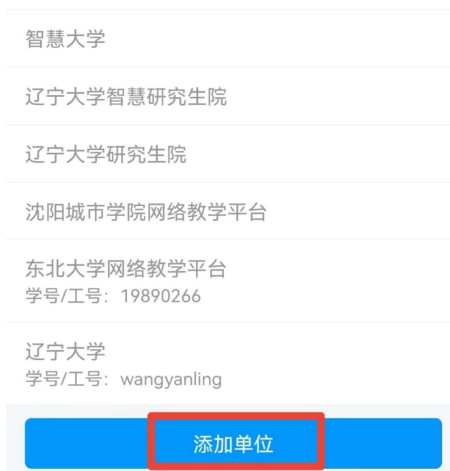 智慧大学
辽宁大学智慧研究生院
辽宁大学研究生院
沈阳城市学院网络教学平台
东北大学网络教学平台
学号/工号：19890266
辽宁大学
学号/工号：wangyanling
添加单位